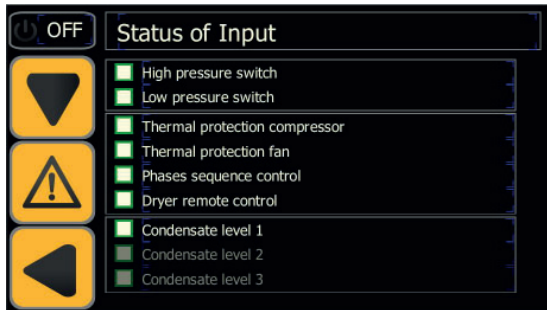 OFF
Status of Input
High pressure switch
Low pressure switch
Thermal protection compressor
Thermal protection fan
Phases sequence control
Dryer remote control
Condensate level 1
Condensate level 2
Condensate level 3